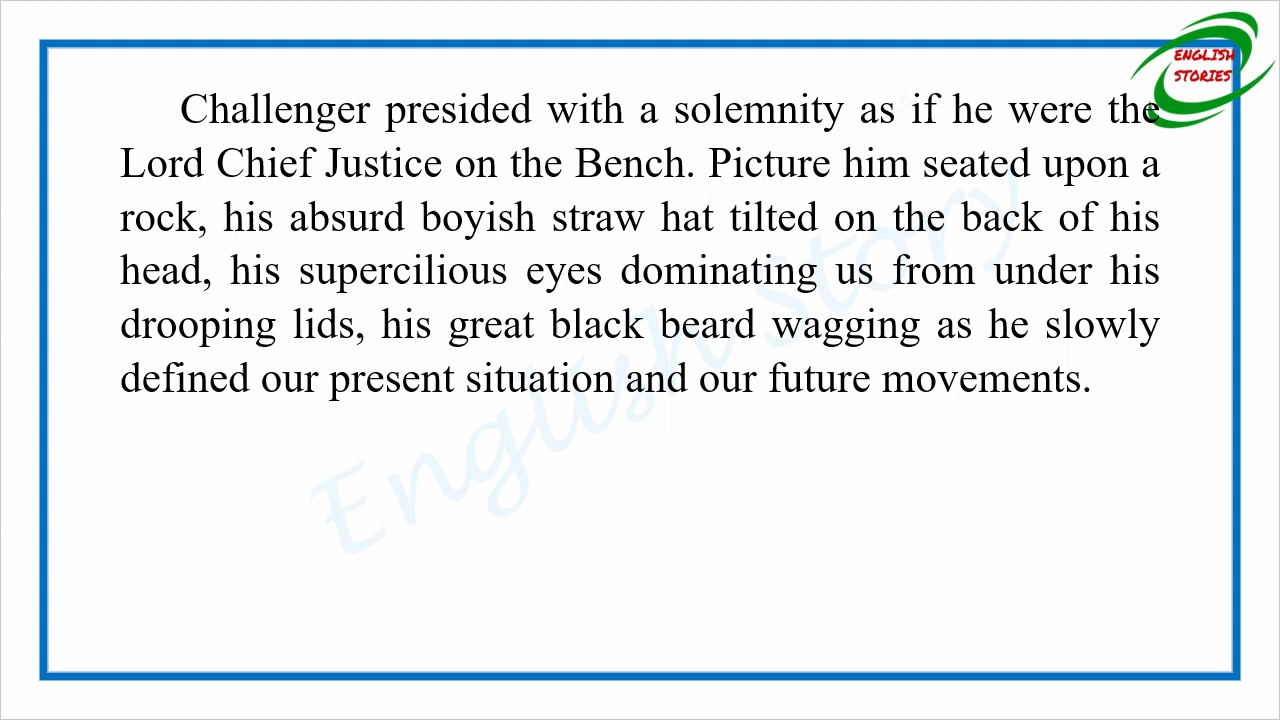 ENGLISH
STORIES
Challenger presided with a solemnity as if he were the
Lord Chief Justice on the Bench. Picture him seated upon a
rock, his absurd boyish straw hat tilted on the back of his
head, his supercilious eyes dominating us from under his
drooping lids, his great black beard wagging as he slowly
defined our present situation and our future movements.
English Story